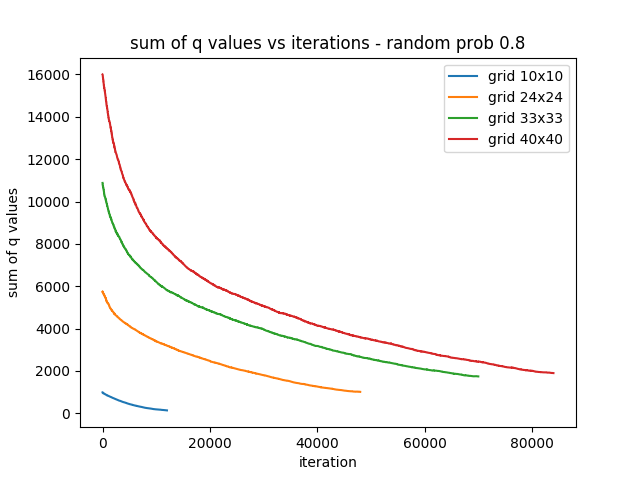 sum of q values vs iterations - random prob 0.8
grid 10x10
grid 24x24
grid 33x33
grid 40x40
sum of q values
16000
14000
12000
10000
8000
6000
4000
2000
0
0 20000 40000 60000 80000
iteration